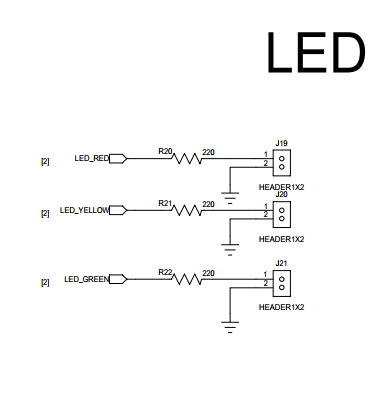 LED
J19
R20 220 1
[2] LED_RED 2
HEADER1X2
J20
R21 220 1
[2] LED_YELLOW 2
HEADER1X2
J21
R22 220 1
[2] LED_GREEN 2
HEADER1X2